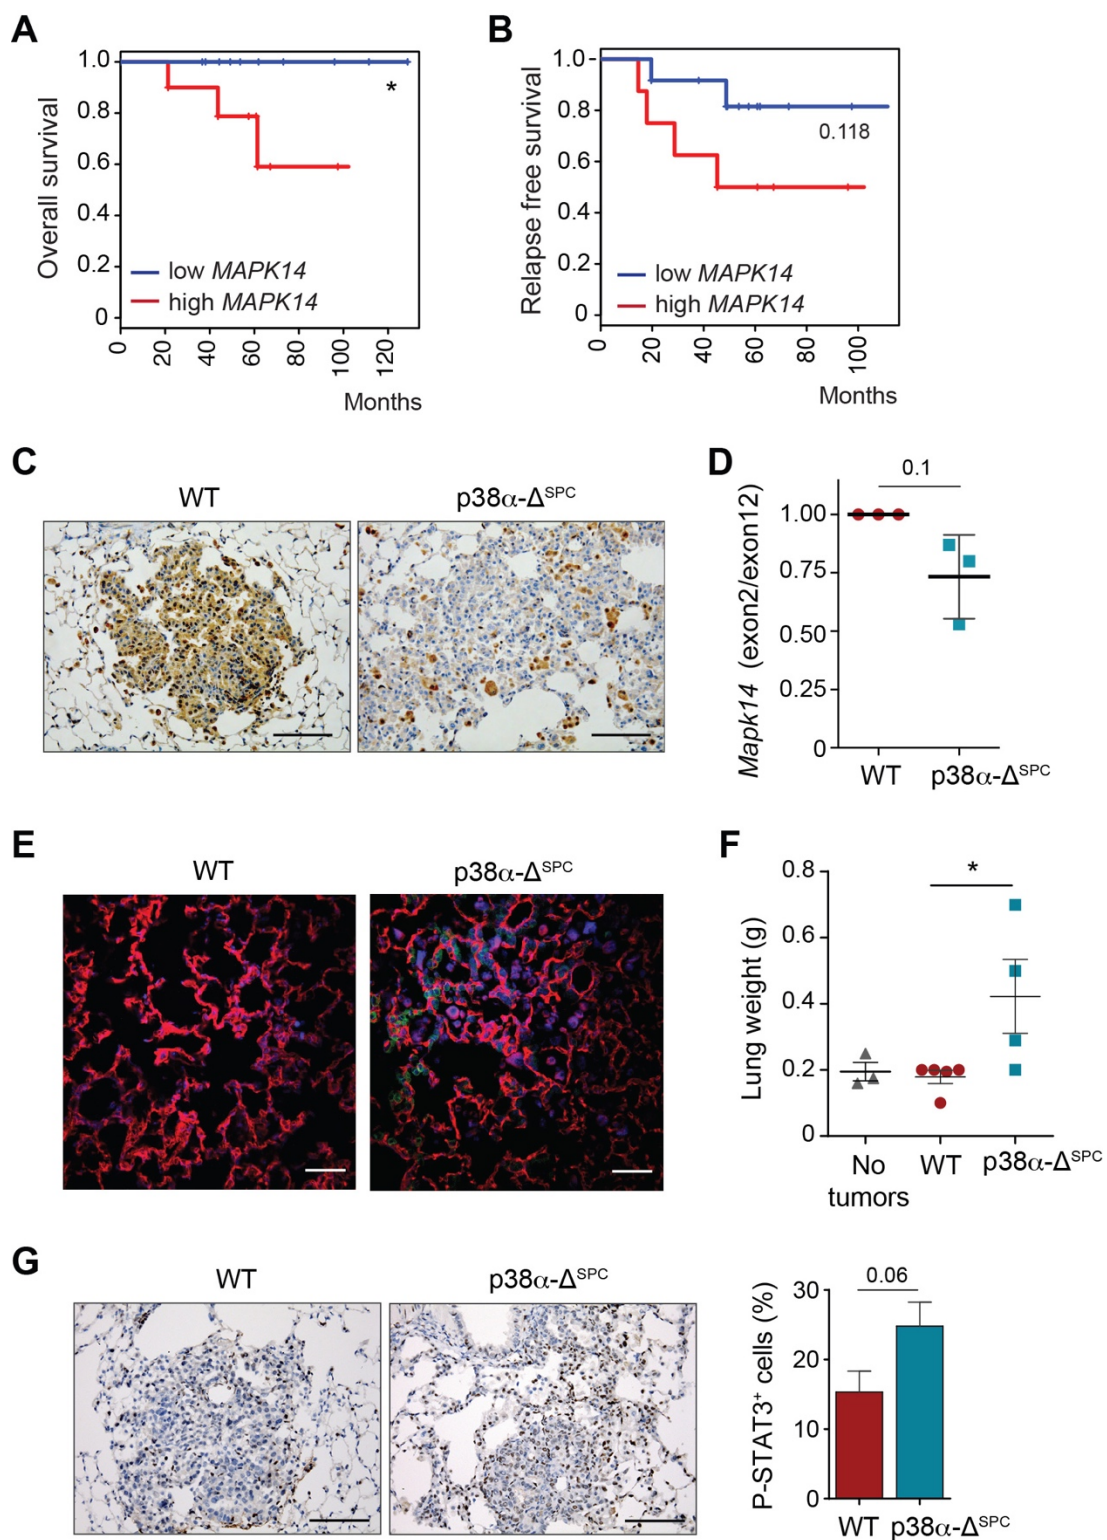 A
Overall survival
1.0
0.8
0.6
0.4
0.2
0
*
low MAPK14
high MAPK14
0
20
40
60
80
100
120
Months
B
Relapse free survival
1.0
0.8
0.6
0.4
0.2
0
0.118
low MAPK14
high MAPK14
0
20
40
60
80
100
Months
C
WT
p38α-Δ^SPC
D
Mapk14 (exon2/exon12)
0.1
1.00
0.75
0.50
0.25
0
WT
p38α-Δ^SPC
E
WT
p38α-Δ^SPC
F
Lung weight (g)
0.8
0.6
0.4
0.2
0
*
No
tumors
WT
p38α-Δ^SPC
G
WT
p38α-Δ^SPC
P-STAT3⁺ cells (%)
0.06
30
20
10
0
WT
p38α-Δ^SPC